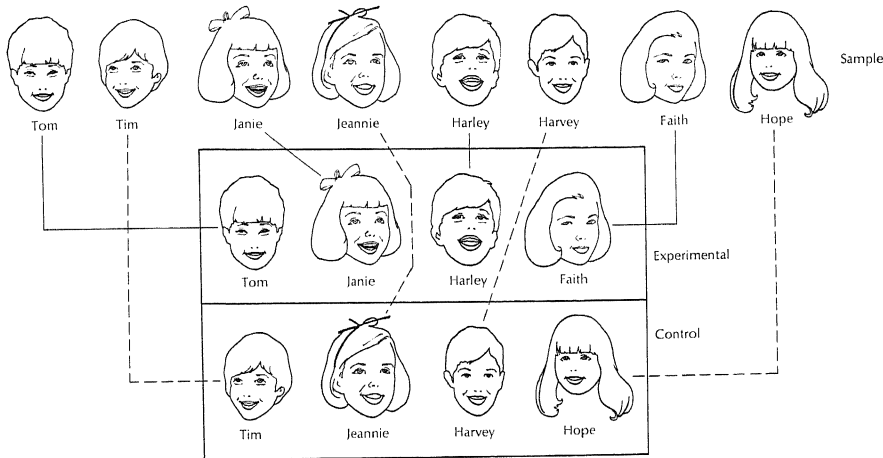 Sample
Tom Tim Janie Jeannie Harley Harvey Faith Hope
Experimental
Tom Janie Harley Faith
Control
Tim Jeannie Harvey Hope